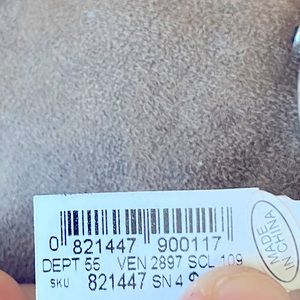 0 821447 900117
DEPT 55 VEN 2897 SCL 109
SKU 821447 SN 4
MADE
IN CHINA